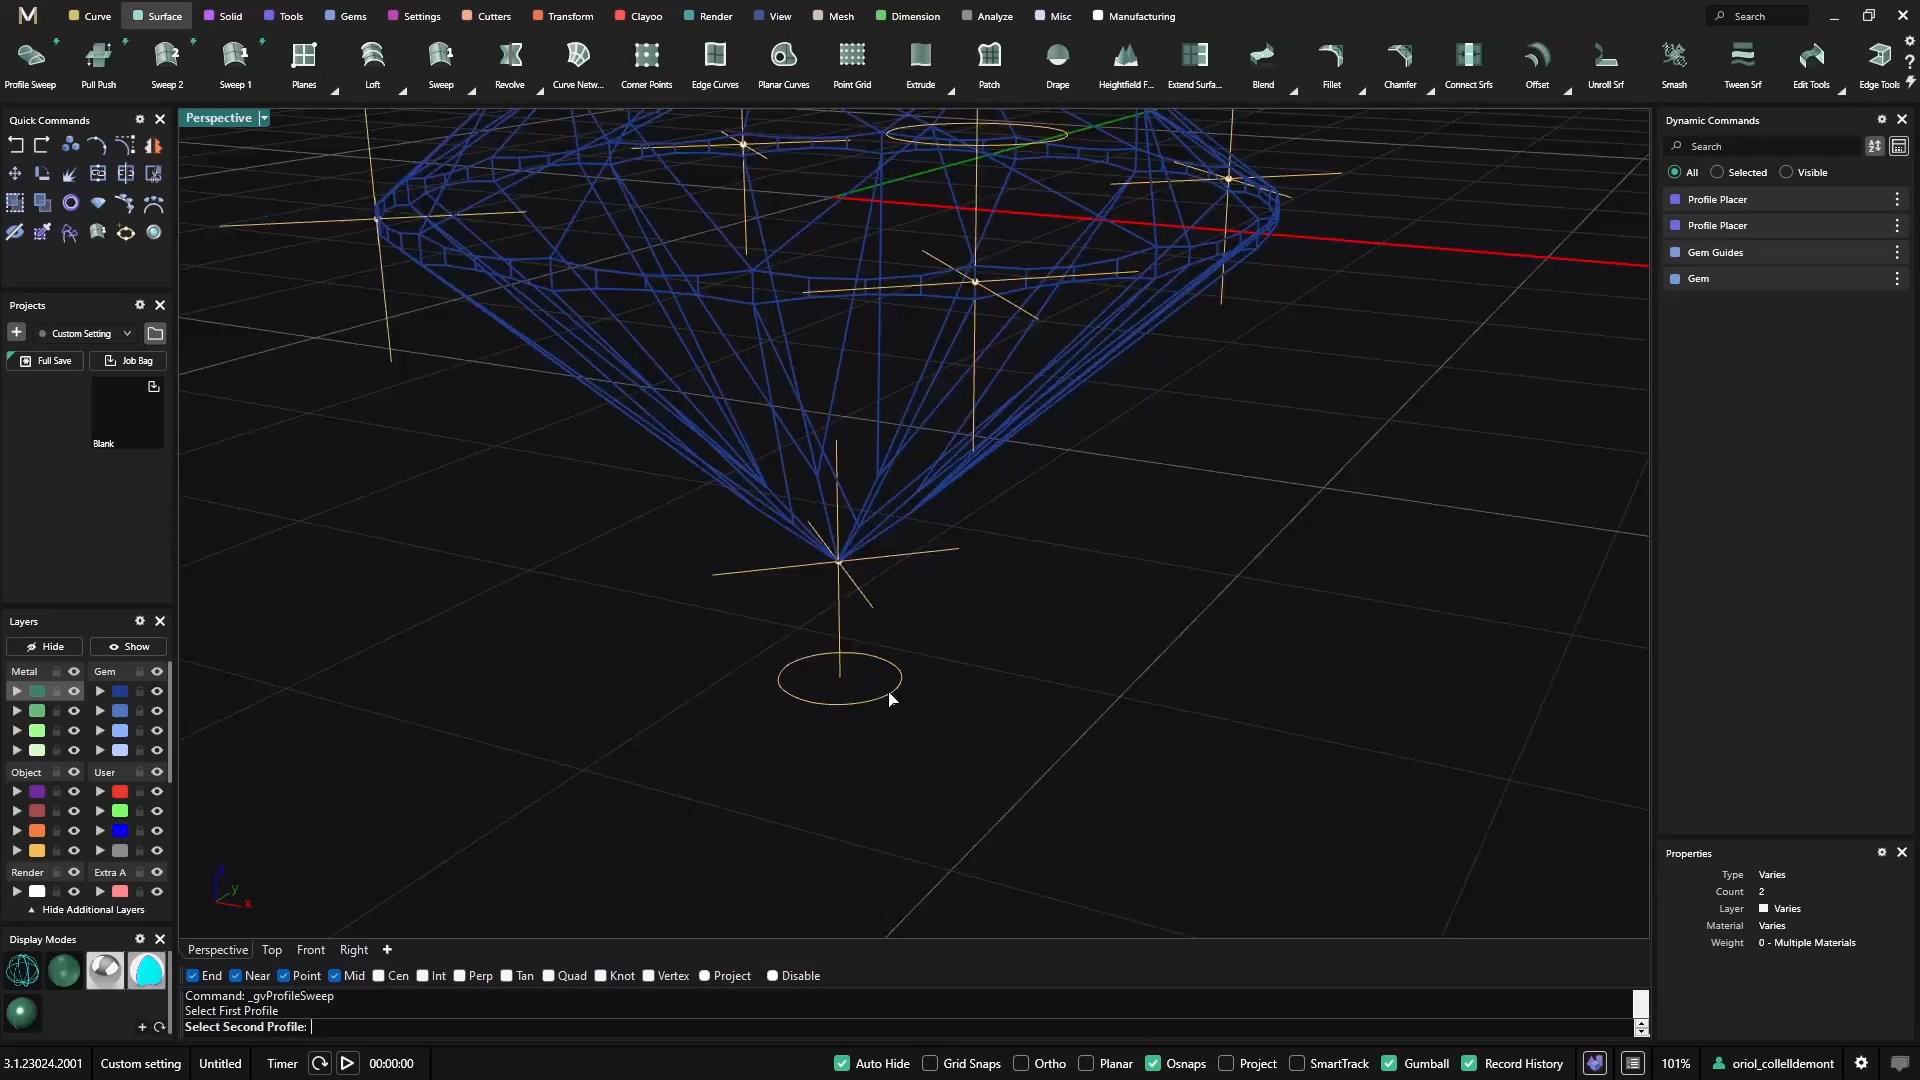 Curve Surface Solid Tools Gems Settings Cutters Transform Clayoo Render View Mesh Dimension Analyze Misc Manufacturing Search
Profile Sweep Pull Push Sweep 2 Sweep 1 Planes Loft Sweep Revolve Curve Netw... Corner Points Edge Curves Planar Curves Point Grid Extrude Patch Drape Heightfield F... Extend Surfa... Blend Fillet Chamfer Connect Srfs Offset Unroll Srf Smash Tween Srf Edit Tools Edge Tools
Quick Commands
Projects
Custom Setting
Full Save Job Bag
Blank
Layers
Hide Show
Metal Gem
Object User
Render Extra A
Hide Additional Layers
Display Modes
Perspective
z
y
x
Perspective Top Front Right
End Near Point Mid Cen Int Perp Tan Quad Knot Vertex Project Disable
Command: _gvProfileSweep
Select First Profile
Select Second Profile:
Dynamic Commands
Search
All Selected Visible
Profile Placer
Profile Placer
Gem Guides
Gem
Properties
Type Varies
Count 2
Layer Varies
Material Varies
Weight 0 - Multiple Materials
3.1.23024.2001 Custom setting Untitled Timer 00:00:00 Auto Hide Grid Snaps Ortho Planar Osnaps Project SmartTrack Gumball Record History 101% oriol_collelldemont